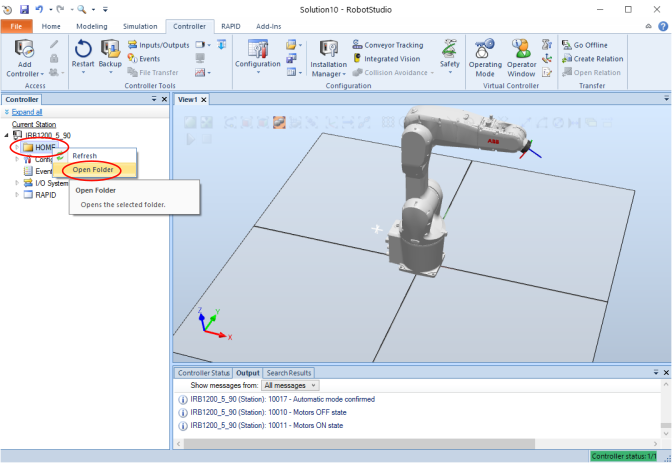 Solution10 - RobotStudio
File Home Modeling Simulation Controller RAPID Add-Ins
Add Controller
Restart Backup
Inputs/Outputs
Events
File Transfer
Configuration
Installation Manager
Conveyor Tracking
Integrated Vision
Collision Avoidance
Safety
Operating Mode
Operator Window
Go Offline
Create Relation
Open Relation
Access Controller Tools Configuration Virtual Controller Transfer
Controller
View1
Expand all
Current Station
IRB1200_5_90
HOME
Refresh
Config
Open Folder
Event
I/O System
Open Folder
RAPID
Opens the selected folder.
ABB
Z Y
X
Controller Status Output Search Results
Show messages from: All messages
IRB1200_5_90 (Station): 10017 - Automatic mode confirmed
IRB1200_5_90 (Station): 10010 - Motors OFF state
IRB1200_5_90 (Station): 10011 - Motors ON state
Controller status: 1/1